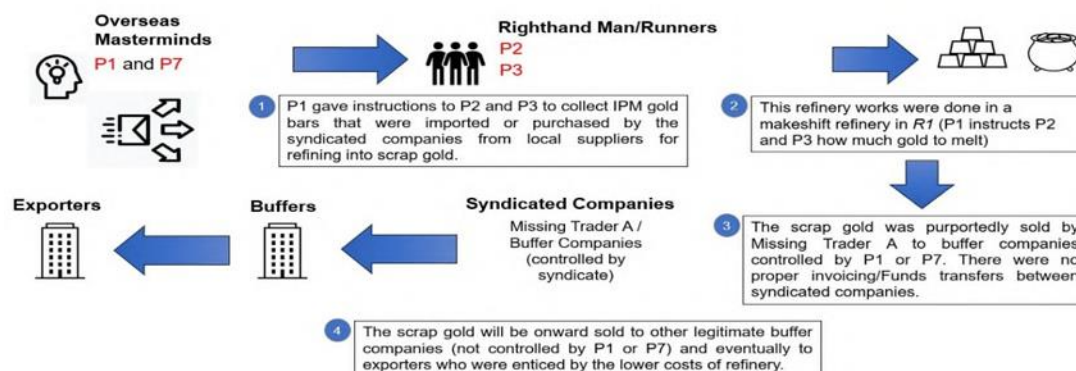 Overseas
Masterminds
P1 and P7
Righthand Man/Runners
P2
P3
1
P1 gave instructions to P2 and P3 to collect IPM gold
bars that were imported or purchased by the
syndicated companies from local suppliers for
refining into scrap gold.
2
This refinery works were done in a
makeshift refinery in R1 (P1 instructs P2
and P3 how much gold to melt)
Exporters
Buffers
Syndicated Companies
Missing Trader A /
Buffer Companies
(controlled by
syndicate)
3
The scrap gold was purportedly sold by
Missing Trader A to buffer companies
controlled by P1 or P7. There were no
proper invoicing/Funds transfers between
syndicated companies.
4
The scrap gold will be onward sold to other legitimate buffer
companies (not controlled by P1 or P7) and eventually to
exporters who were enticed by the lower costs of refinery.